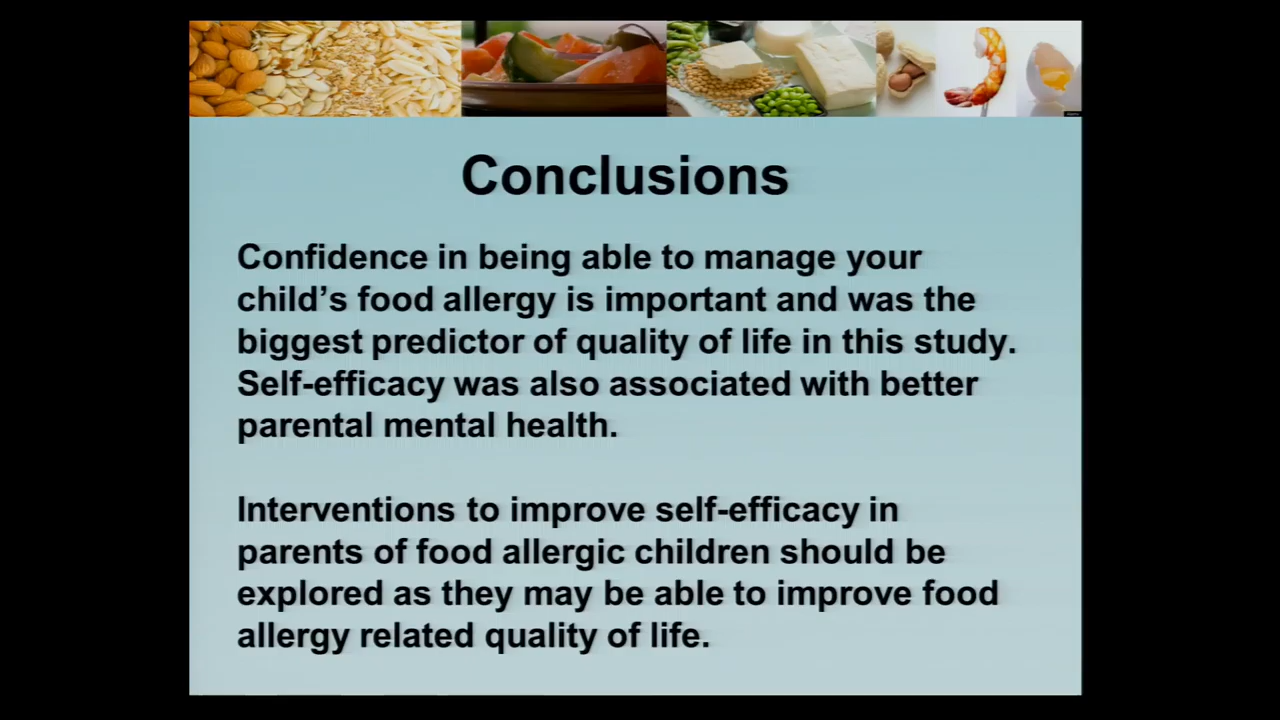 Conclusions
Confidence in being able to manage your
child’s food allergy is important and was the
biggest predictor of quality of life in this study.
Self-efficacy was also associated with better
parental mental health.
Interventions to improve self-efficacy in
parents of food allergic children should be
explored as they may be able to improve food
allergy related quality of life.